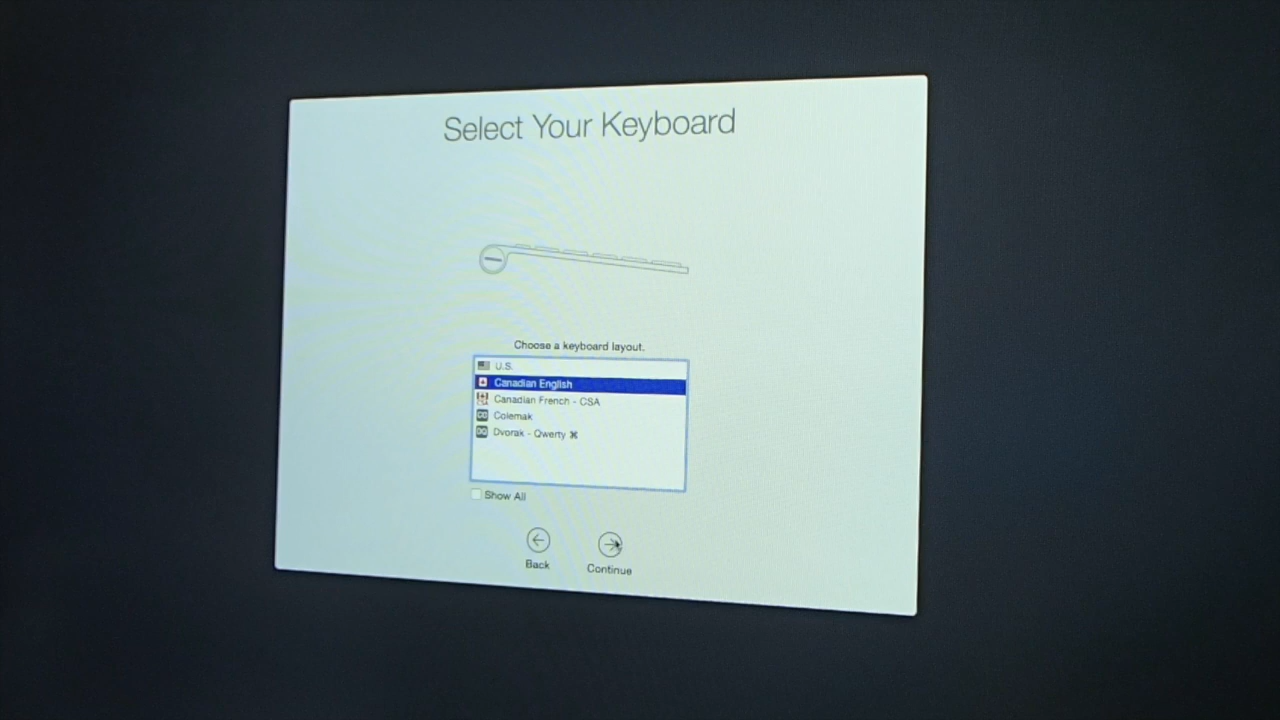 Select Your Keyboard
Choose a keyboard layout.
U.S.
Canadian English
Canadian French - CSA
Colemak
Dvorak - Qwerty ⌘
Show All
Back
Continue